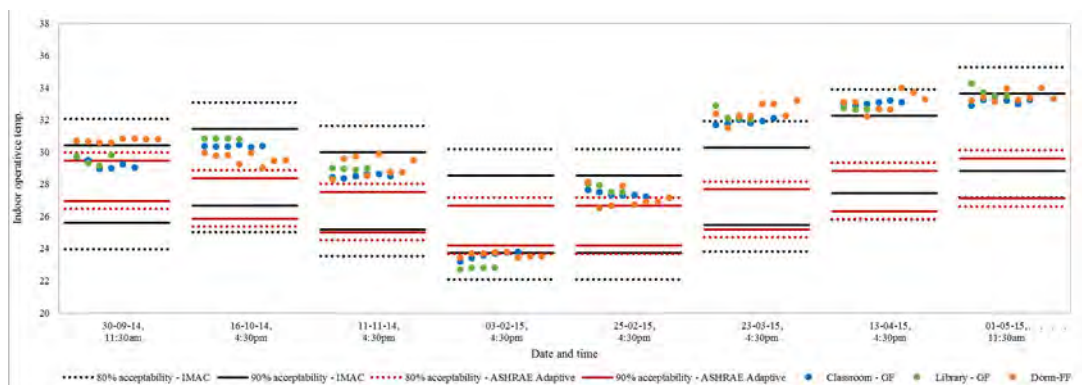 38
36
34
32
30
28
26
24
22
20
Indoor operativce temp.
30-09-14, 11:30am
16-10-14, 4:30pm
11-11-14, 4:30pm
03-02-15, 4:30pm
25-02-15, 4:30pm
23-03-15, 4:30pm
13-04-15, 4:30pm
01-05-15, 11:30am
Date and time
80% acceptability - IMAC
90% acceptability - IMAC
80% acceptability - ASHRAE Adaptive
90% acceptability - ASHRAE Adaptive
Classroom - GF
Library - GF
Dorm-FF